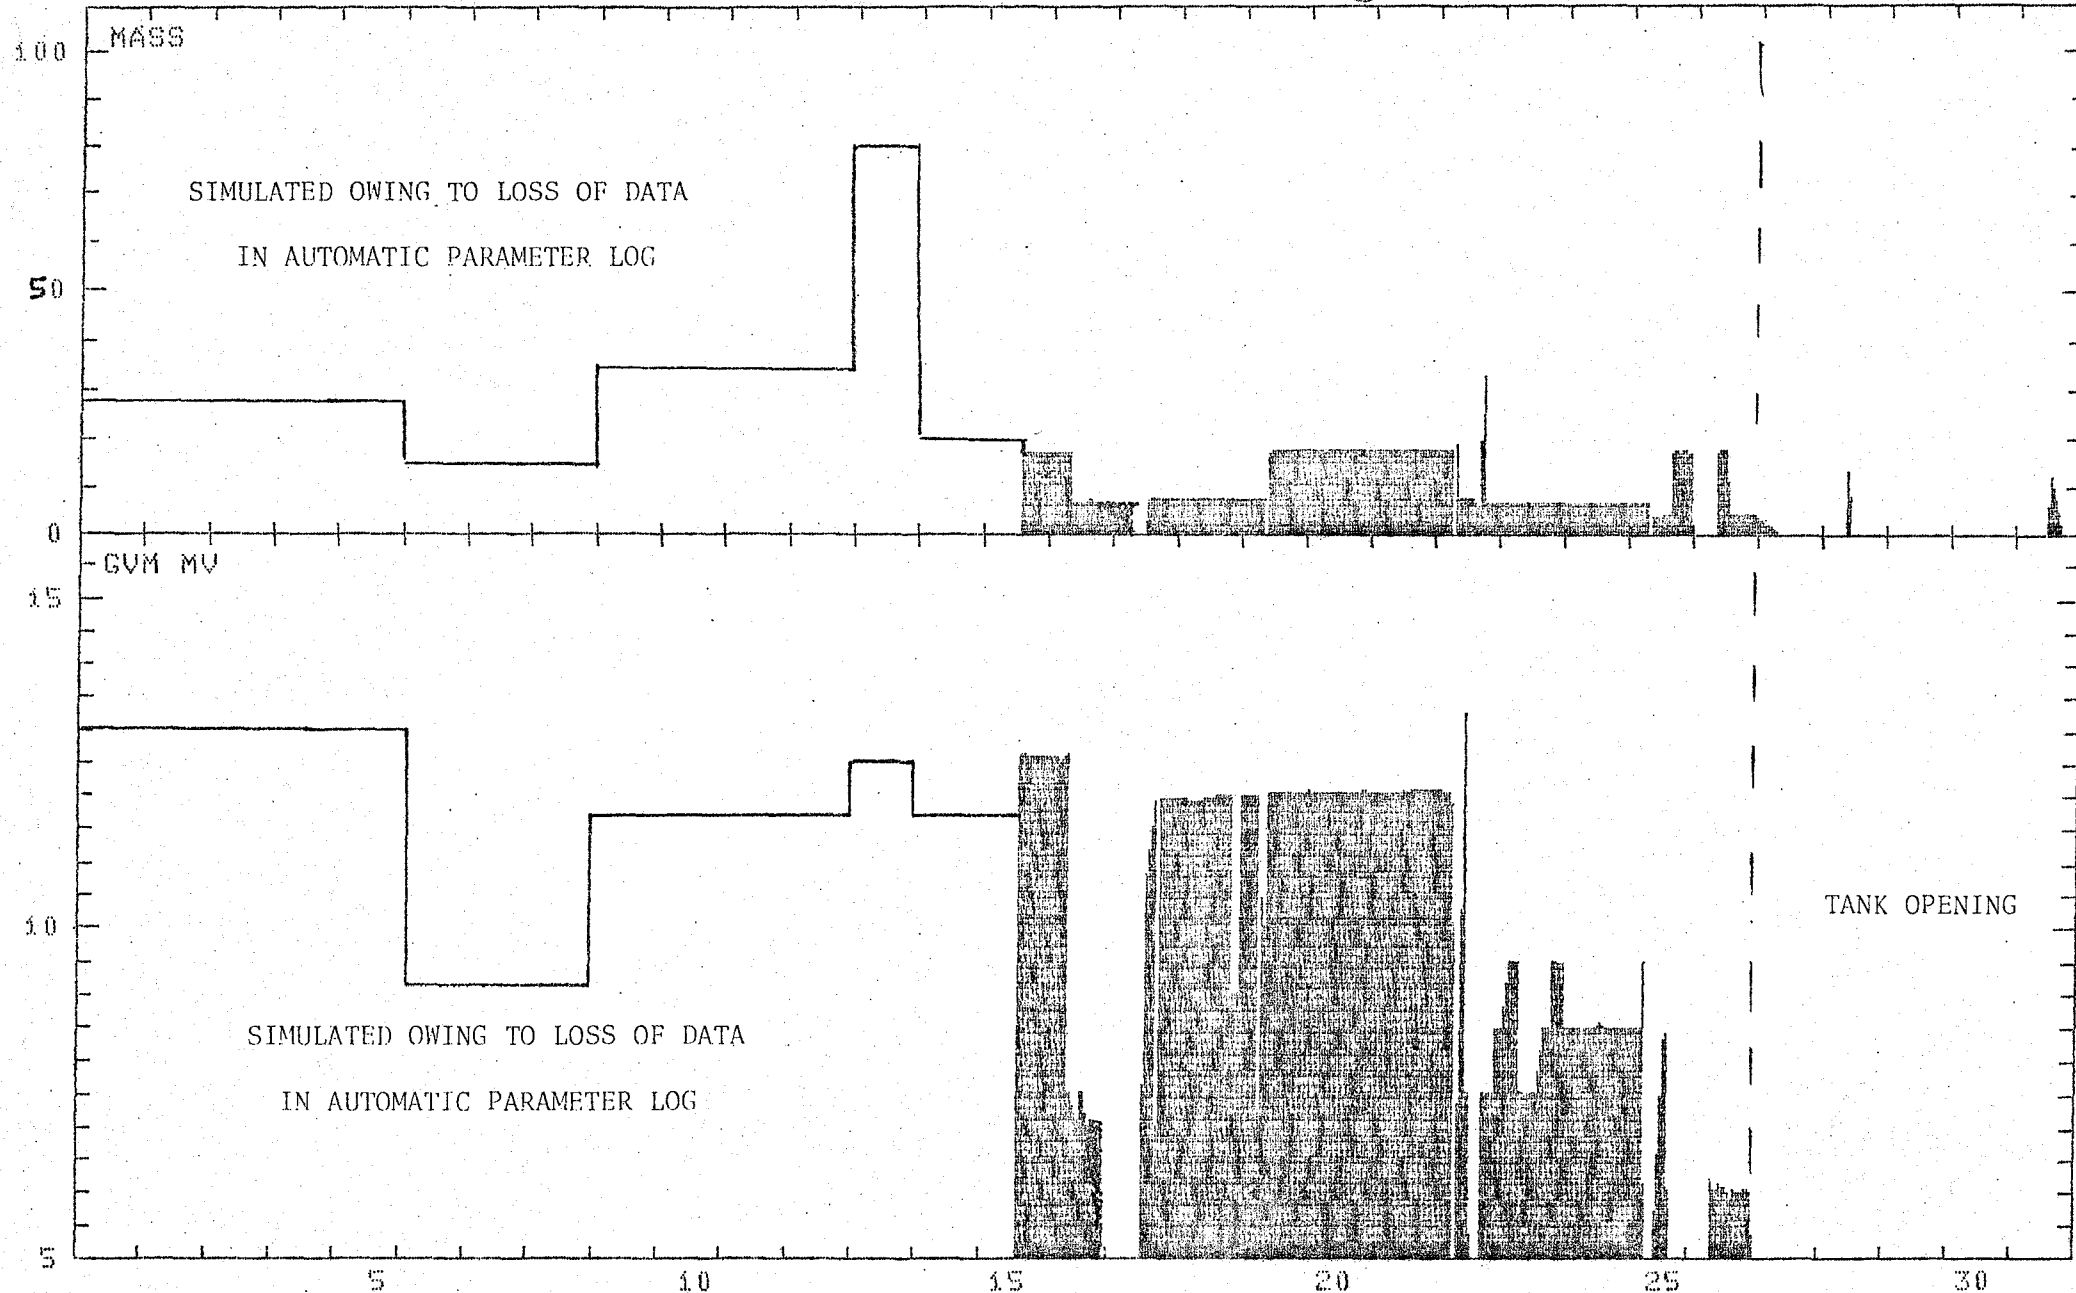 MASS
100
SIMULATED OWING TO LOSS OF DATA
IN AUTOMATIC PARAMETER LOG
50
0
GVM MV
15
10
TANK OPENING
SIMULATED OWING TO LOSS OF DATA
IN AUTOMATIC PARAMETER LOG
5
5 10 15 20 25 30